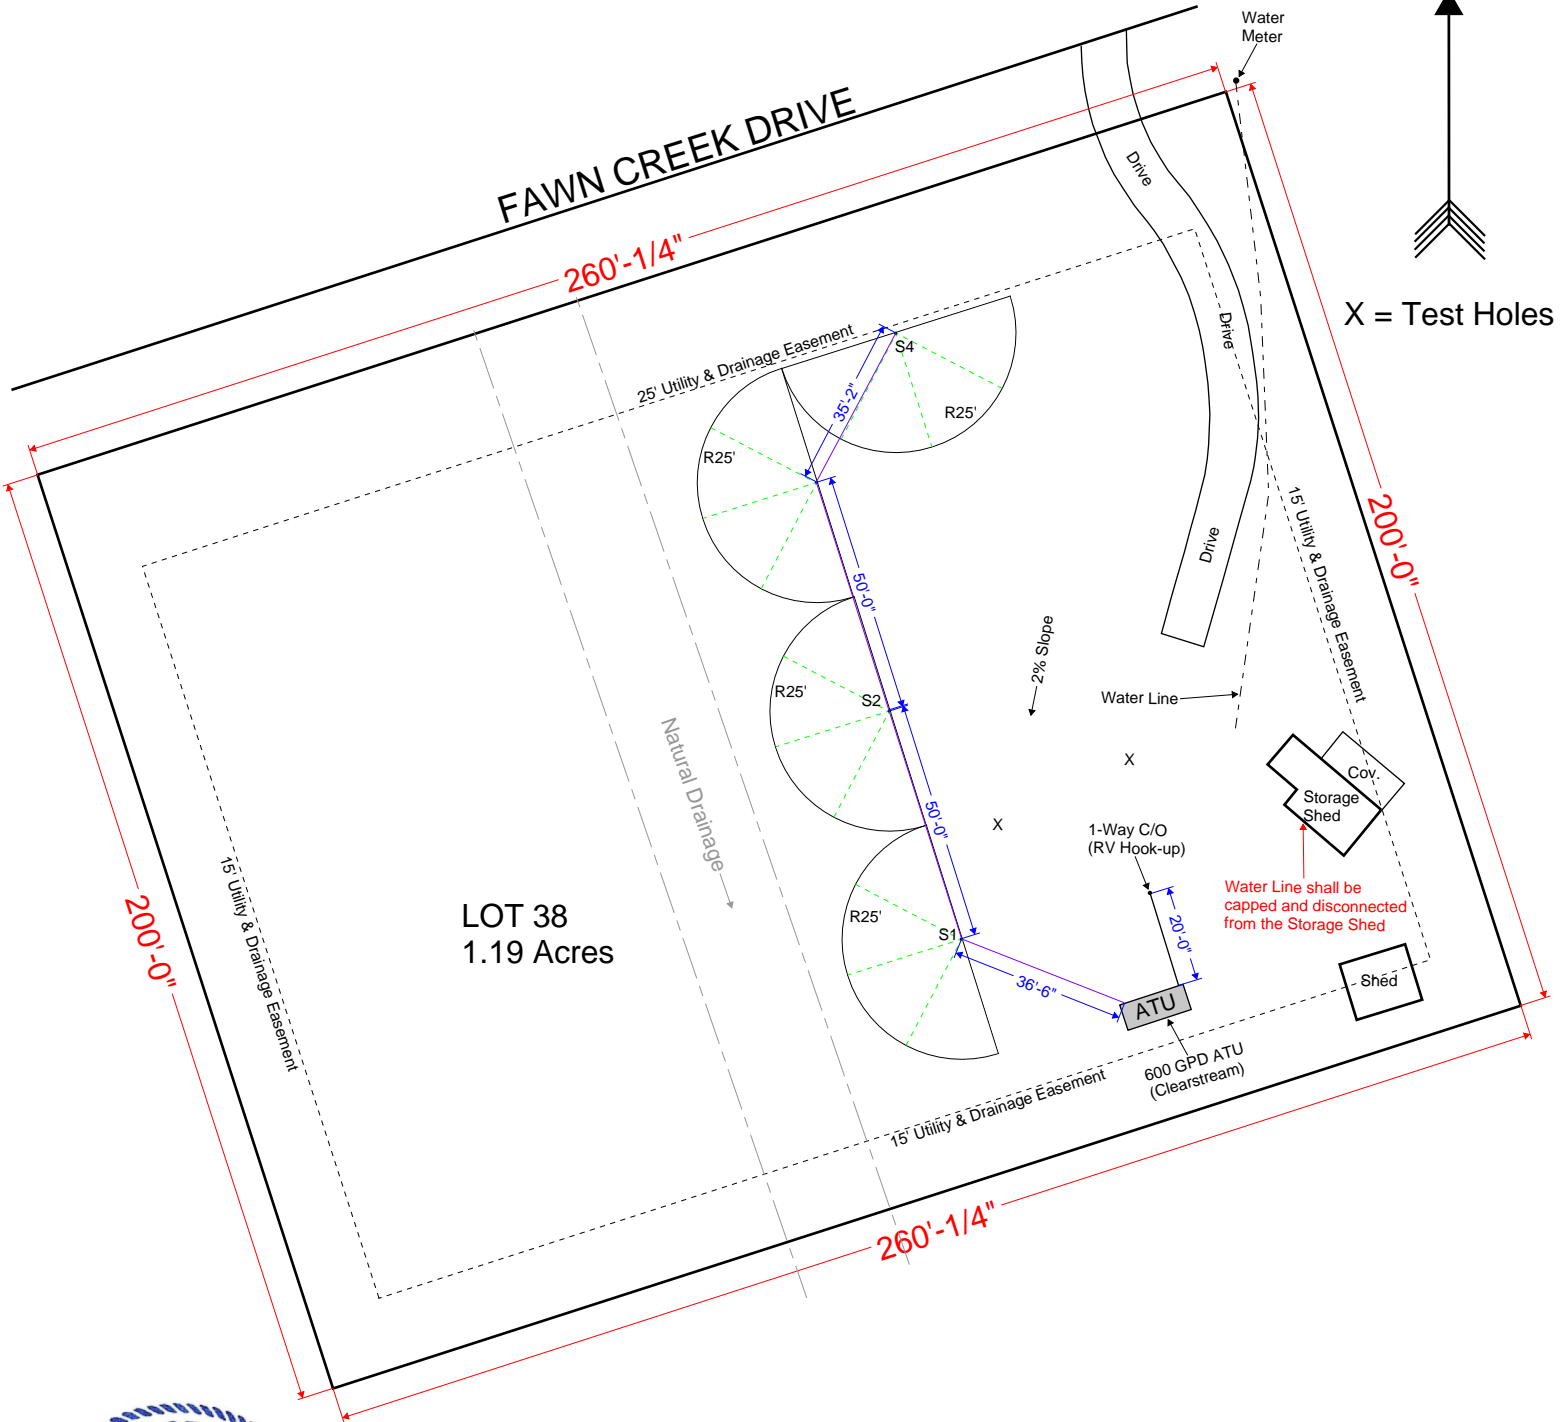 Water
Meter
FAWN CREEK DRIVE
260'-1/4"
Drive
X = Test Holes
Drive
25' Utility & Drainage Easement
S4
35'-2"
R25'
R25'
15' Utility & Drainage Easement
200'-0"
Drive
50'-0"
2% Slope
R25'
S2
Water Line
Natural Drainage
X
Cov.
Storage
Shed
50'-0"
X
1-Way C/O
(RV Hook-up)
15' Utility & Drainage Easement
200'-0"
LOT 38
1.19 Acres
R25'
S1
Water Line shall be
capped and disconnected
from the Storage Shed
20'-0"
36'-6"
Shed
ATU
600 GPD ATU
(Clearstream)
15' Utility & Drainage Easement
260'-1/4"